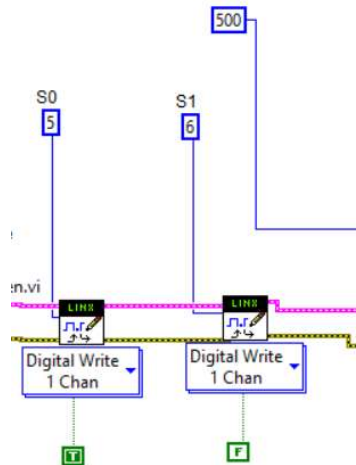 500
S0
5
S1
6
en.vi
LINX
LINX
Digital Write
1 Chan
Digital Write
1 Chan
T
F